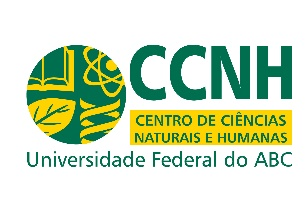 CCNH
CENTRO DE CIÊNCIAS
NATURAIS E HUMANAS
Universidade Federal do ABC